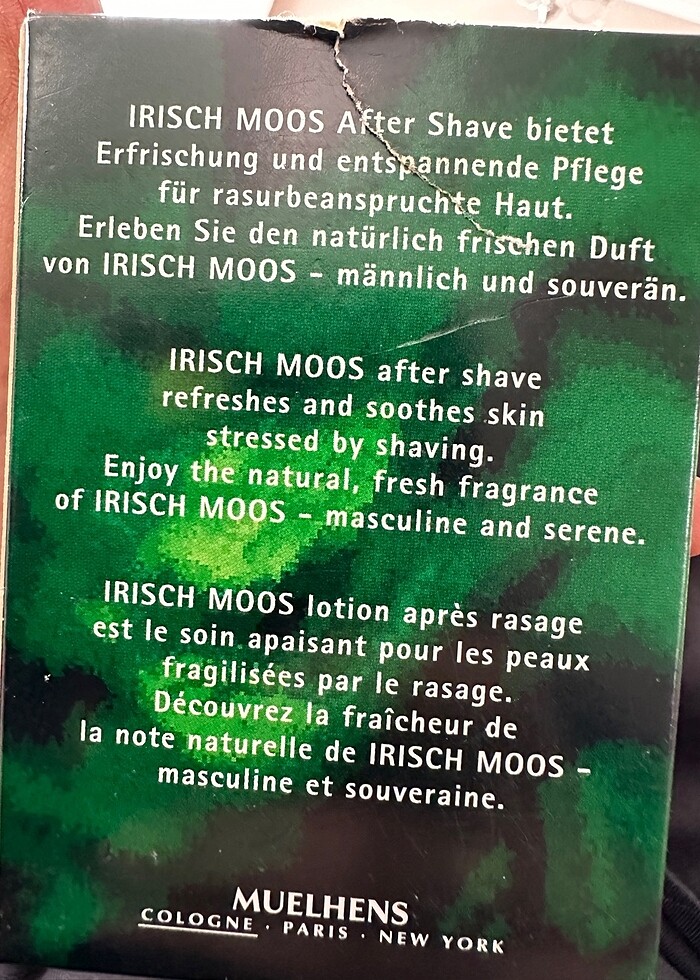 IRISCH MOOS After Shave bietet
Erfrischung und entspannende Pflege
für rasurbeanspruchte Haut.
Erleben Sie den natürlich frischen Duft
von IRISCH MOOS – männlich und souverän.
IRISCH MOOS after shave
refreshes and soothes skin
stressed by shaving.
Enjoy the natural, fresh fragrance
of IRISCH MOOS – masculine and serene.
IRISCH MOOS lotion après rasage
est le soin apaisant pour les peaux
fragilisées par le rasage.
Découvrez la fraîcheur de
la note naturelle de IRISCH MOOS –
masculine et souveraine.
MUELHENS
COLOGNE · PARIS · NEW YORK